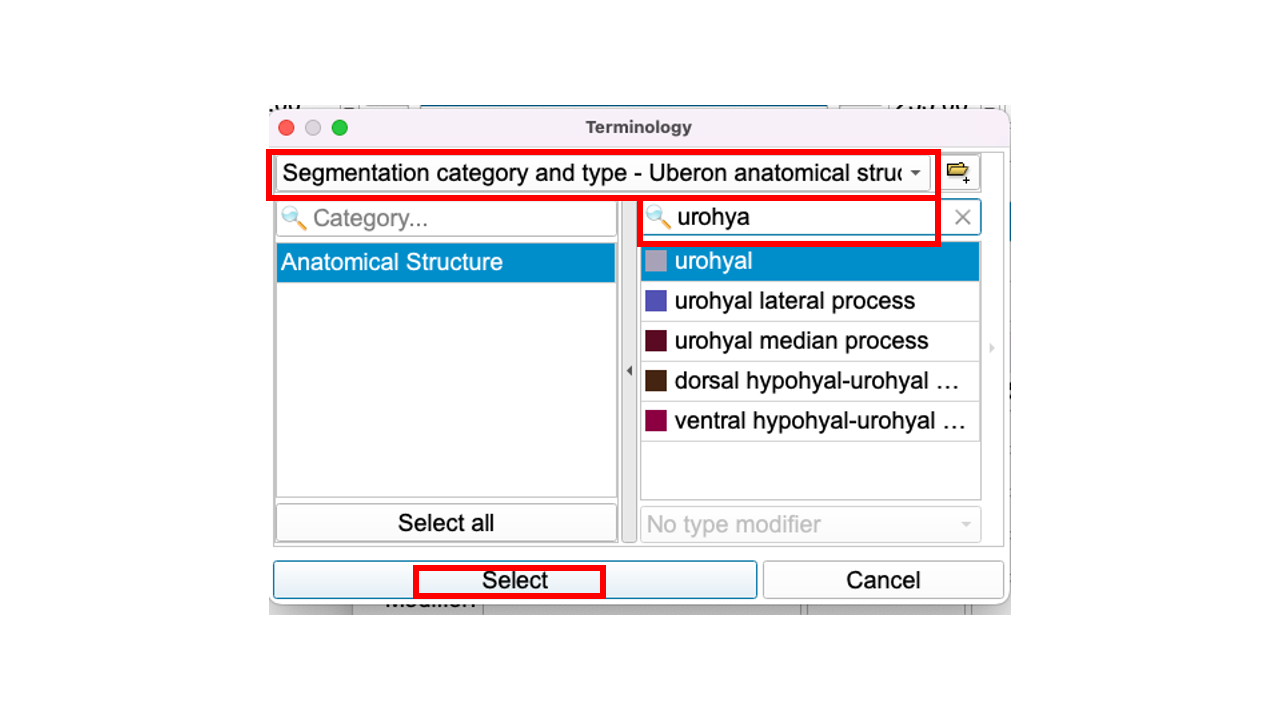 Terminology
Segmentation category and type - Uberon anatomical struc
Category...
urohya
Anatomical Structure
urohyal
urohyal lateral process
urohyal median process
dorsal hypohyal-urohyal ...
ventral hypohyal-urohyal ...
Select all
No type modifier
Select
Cancel